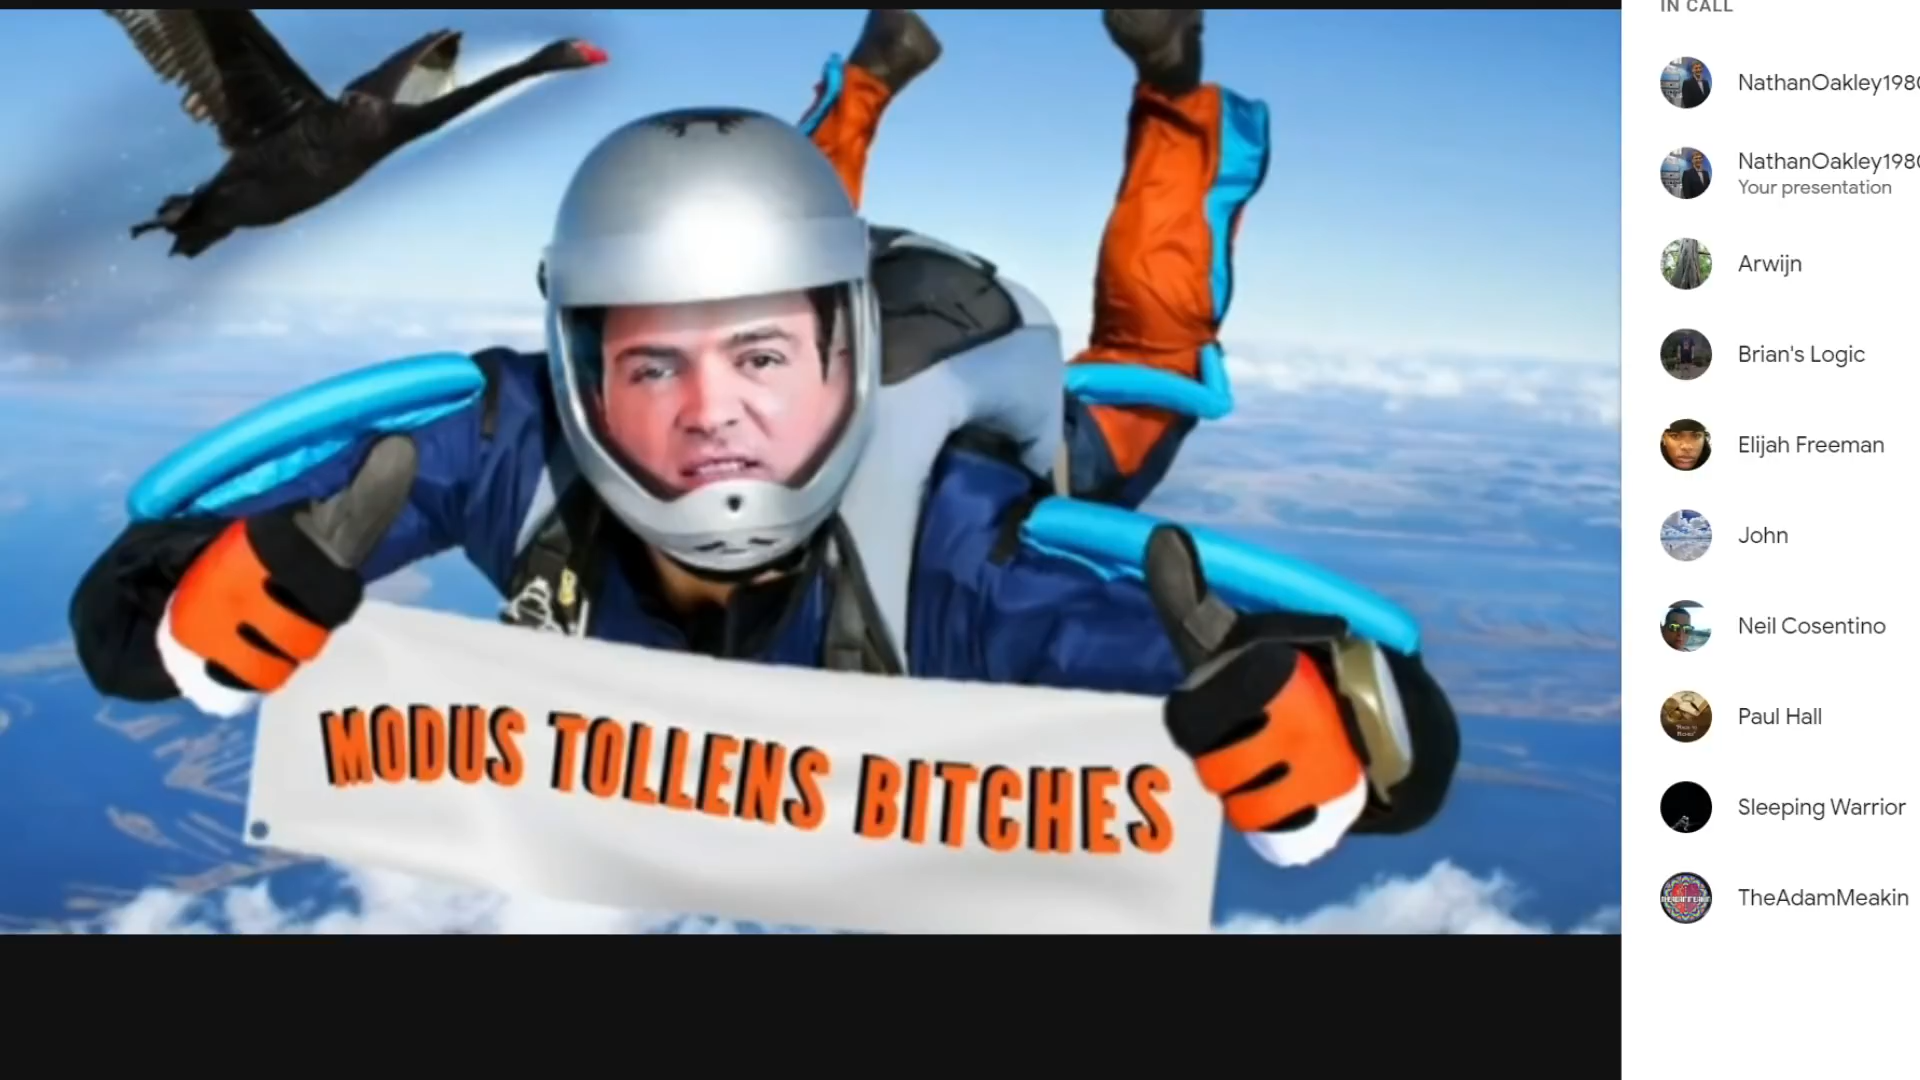 MODUS TOLLENS BITCHES
IN CALL
NathanOakley198
NathanOakley198
Your presentation
Arwijn
Brian's Logic
Elijah Freeman
John
Neil Cosentino
Paul Hall
Sleeping Warrior
TheAdamMeakin